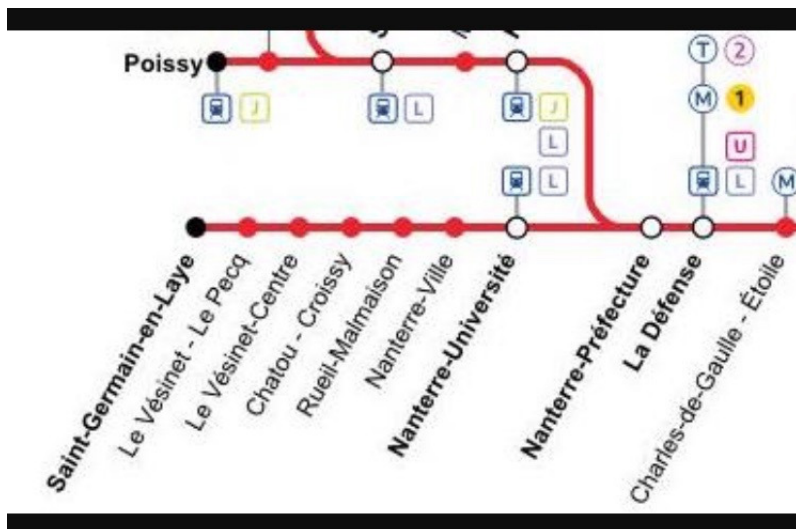 Poissy
J
L
J
L
L
T 2
M 1
U
L
M
Saint-Germain-en-Laye
Le Vésinet - Le Pecq
Le Vésinet-Centre
Chatou - Croissy
Rueil-Malmaison
Nanterre-Ville
Nanterre-Université
Nanterre-Préfecture
La Défense
Charles-de-Gaulle - Étoile